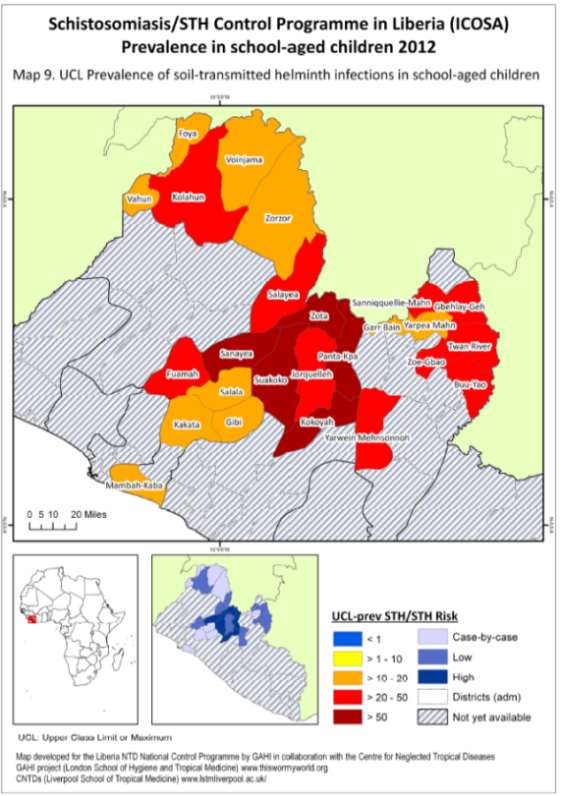 Schistosomiasis/STH Control Programme in Liberia (ICOSA)
Prevalence in school-aged children 2012
Map 9. UCL Prevalence of soil-transmitted helminth infections in school-aged children
Foya
Voinjama
Vahun
Kolahun
Zorzor
Salayea
Zota
Sanniqquellie-Mahn
Gbehlay-Geh
Garr Bain
Yarpea Mahn
Twan River
Sanayea
Panta-Kpa
Zoe-Gbao
Fuamah
Suakoko
Jorquelleh
Buu-Yao
Salala
Kakata
Gibi
Kokoyah
Yarwein Mehnsonnoh
Mambah-Kaba
0 5 10 20 Miles
UCL-prev STH/STH Risk
< 1
Case-by-case
> 1 - 10
Low
> 10 - 20
High
> 20 - 50
Districts (adm)
> 50
Not yet available
UCL: Upper Class Limit or Maximum
Map developed for the Liberia NTD National Control Programme by GAHI in collaboration with the Centre for Neglected Tropical Diseases
GAHI project (London School of Hygiene and Tropical Medicine) www.thiswormyworld.org
CNTDs (Liverpool School of Tropical Medicine) www.lstmliverpool.ac.uk/